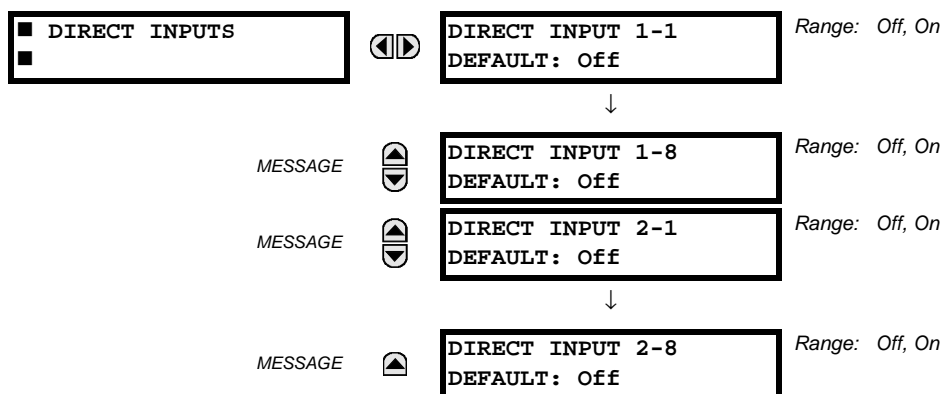 ■ DIRECT INPUTS
■
DIRECT INPUT 1-1
DEFAULT: Off
Range: Off, On
↓
MESSAGE
DIRECT INPUT 1-8
DEFAULT: Off
Range: Off, On
MESSAGE
DIRECT INPUT 2-1
DEFAULT: Off
Range: Off, On
↓
MESSAGE
DIRECT INPUT 2-8
DEFAULT: Off
Range: Off, On